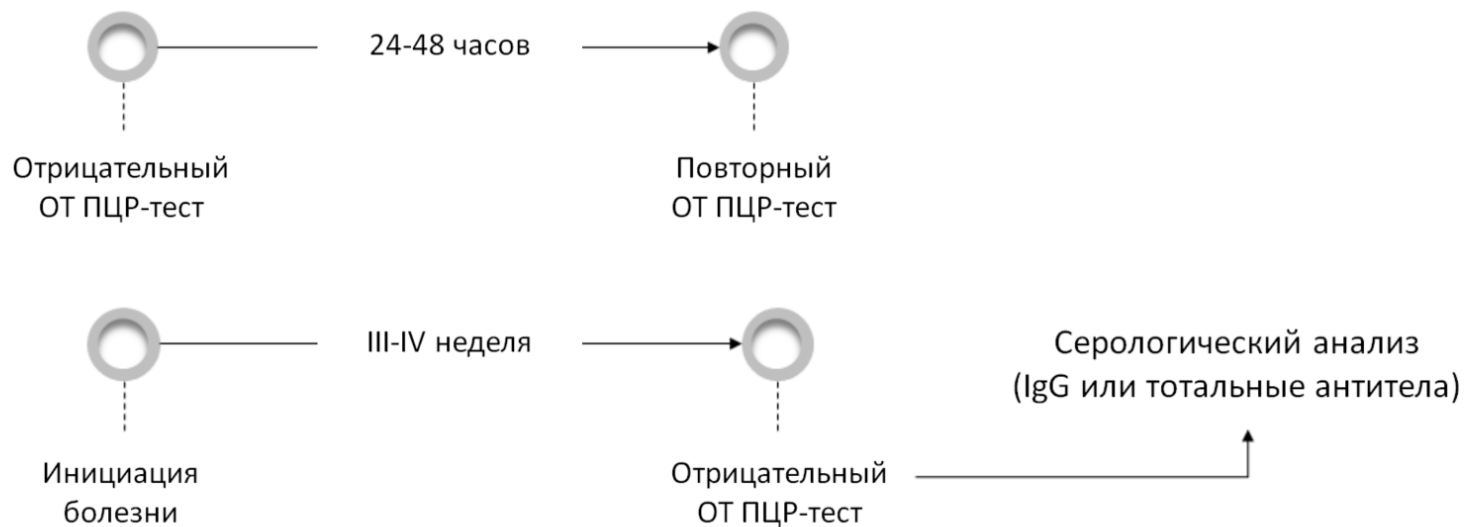 24-48 часов
Отрицательный
ОТ ПЦР-тест
Повторный
ОТ ПЦР-тест
III-IV неделя
Серологический анализ
(IgG или тотальные антитела)
Инициация
болезни
Отрицательный
ОТ ПЦР-тест